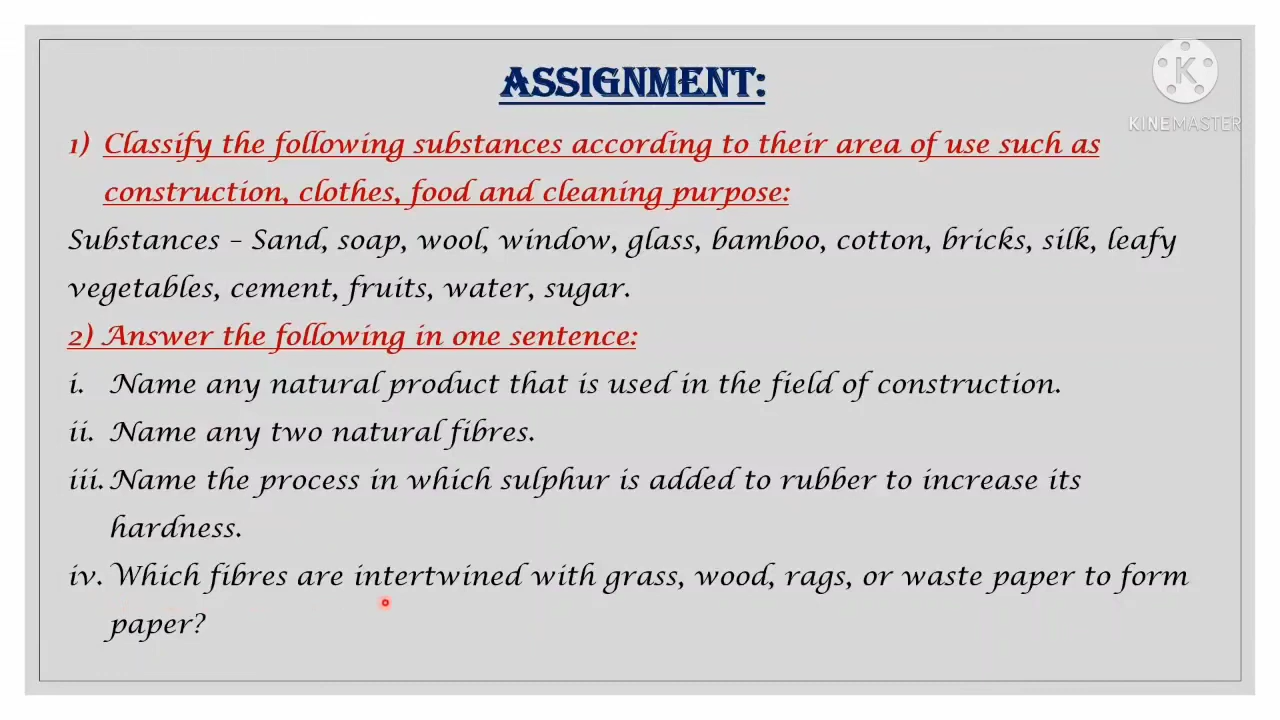 ASSIGNMENT:
K
KINEMASTER
1) Classify the following substances according to their area of use such as
construction, clothes, food and cleaning purpose:
Substances – Sand, soap, wool, window, glass, bamboo, cotton, bricks, silk, leafy
vegetables, cement, fruits, water, sugar.
2) Answer the following in one sentence:
i. Name any natural product that is used in the field of construction.
ii. Name any two natural fibres.
iii. Name the process in which sulphur is added to rubber to increase its
hardness.
iv. Which fibres are intertwined with grass, wood, rags, or waste paper to form
paper?